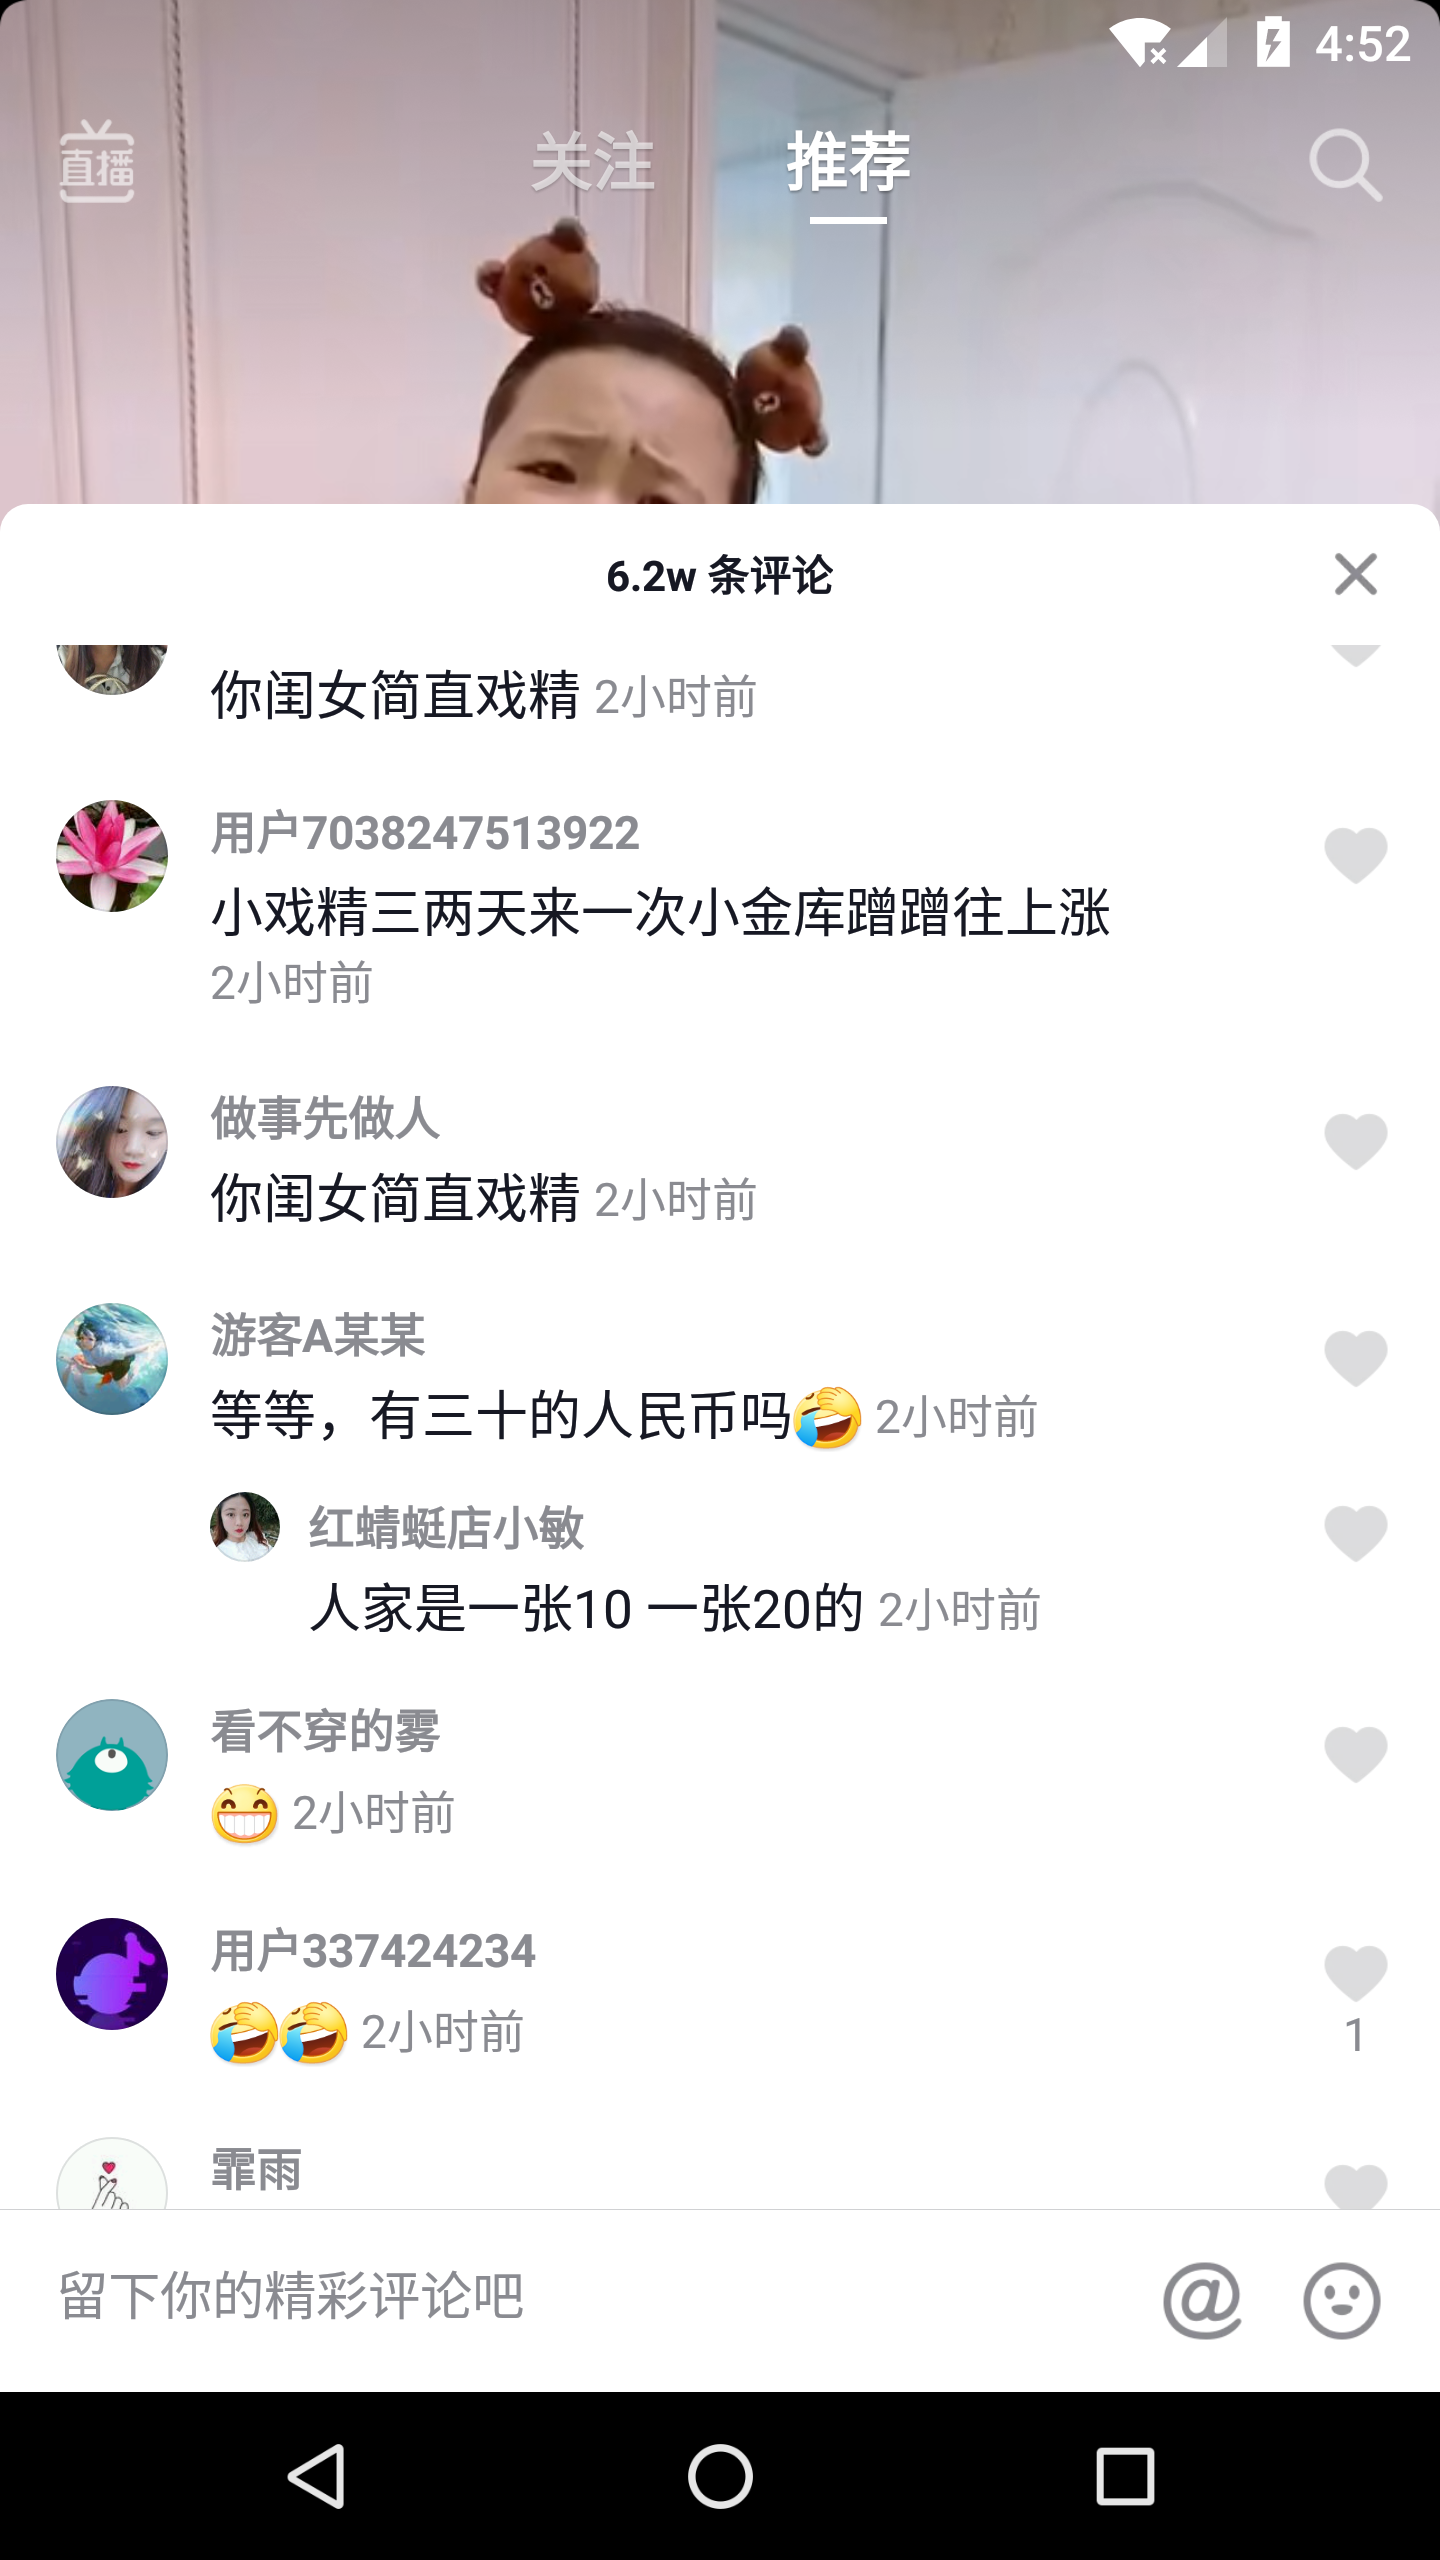 4:52
直播
关注
推荐
6.2w 条评论
你闺女简直戏精 2小时前
用户7038247513922
小戏精三两天来一次小金库蹭蹭往上涨
2小时前
做事先做人
你闺女简直戏精 2小时前
游客A某某
等等，有三十的人民币吗🤣 2小时前
红蜻蜓店小敏
人家是一张10 一张20的 2小时前
看不穿的雾
😁 2小时前
用户337424234
🤣🤣 2小时前
1
霏雨
留下你的精彩评论吧
@